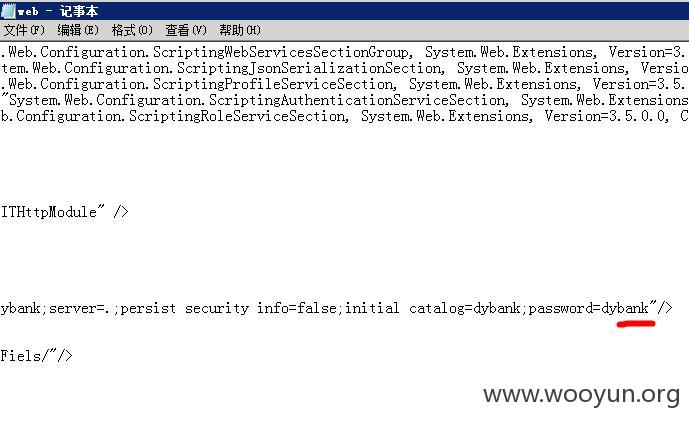 web - 记事本
文件(F) 编辑(E) 格式(O) 查看(V) 帮助(H)
.Web.Configuration.ScriptingWebServicesSectionGroup, System.Web.Extensions, Version=3.
tem.Web.Configuration.ScriptingJsonSerializationSection, System.Web.Extensions, Versio
.Web.Configuration.ScriptingProfileServiceSection, System.Web.Extensions, Version=3.5.
"System.Web.Configuration.ScriptingAuthenticationServiceSection, System.Web.Extensions
b.Configuration.ScriptingRoleServiceSection, System.Web.Extensions, Version=3.5.0.0, C
ITHttpModule" />
ybank;server=.;persist security info=false;initial catalog=dybank;password=dybank"/>
Fiels/"/>
www.wooyun.org